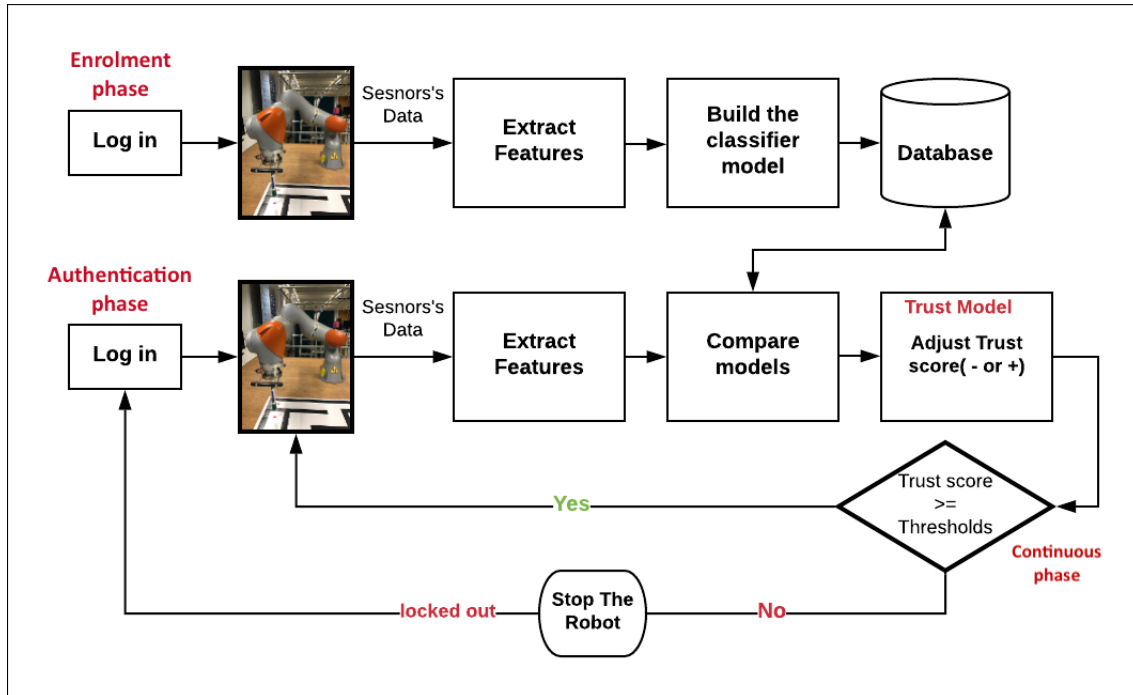 Enrolment
phase
Log in
Sesnors's
Data
Extract
Features
Build the
classifier
model
Database
Authentication
phase
Log in
Sesnors's
Data
Extract
Features
Compare
models
Trust Model
Adjust Trust
score( - or +)
Yes
Trust score
>=
Thresholds
Continuous
phase
locked out
Stop The
Robot
No